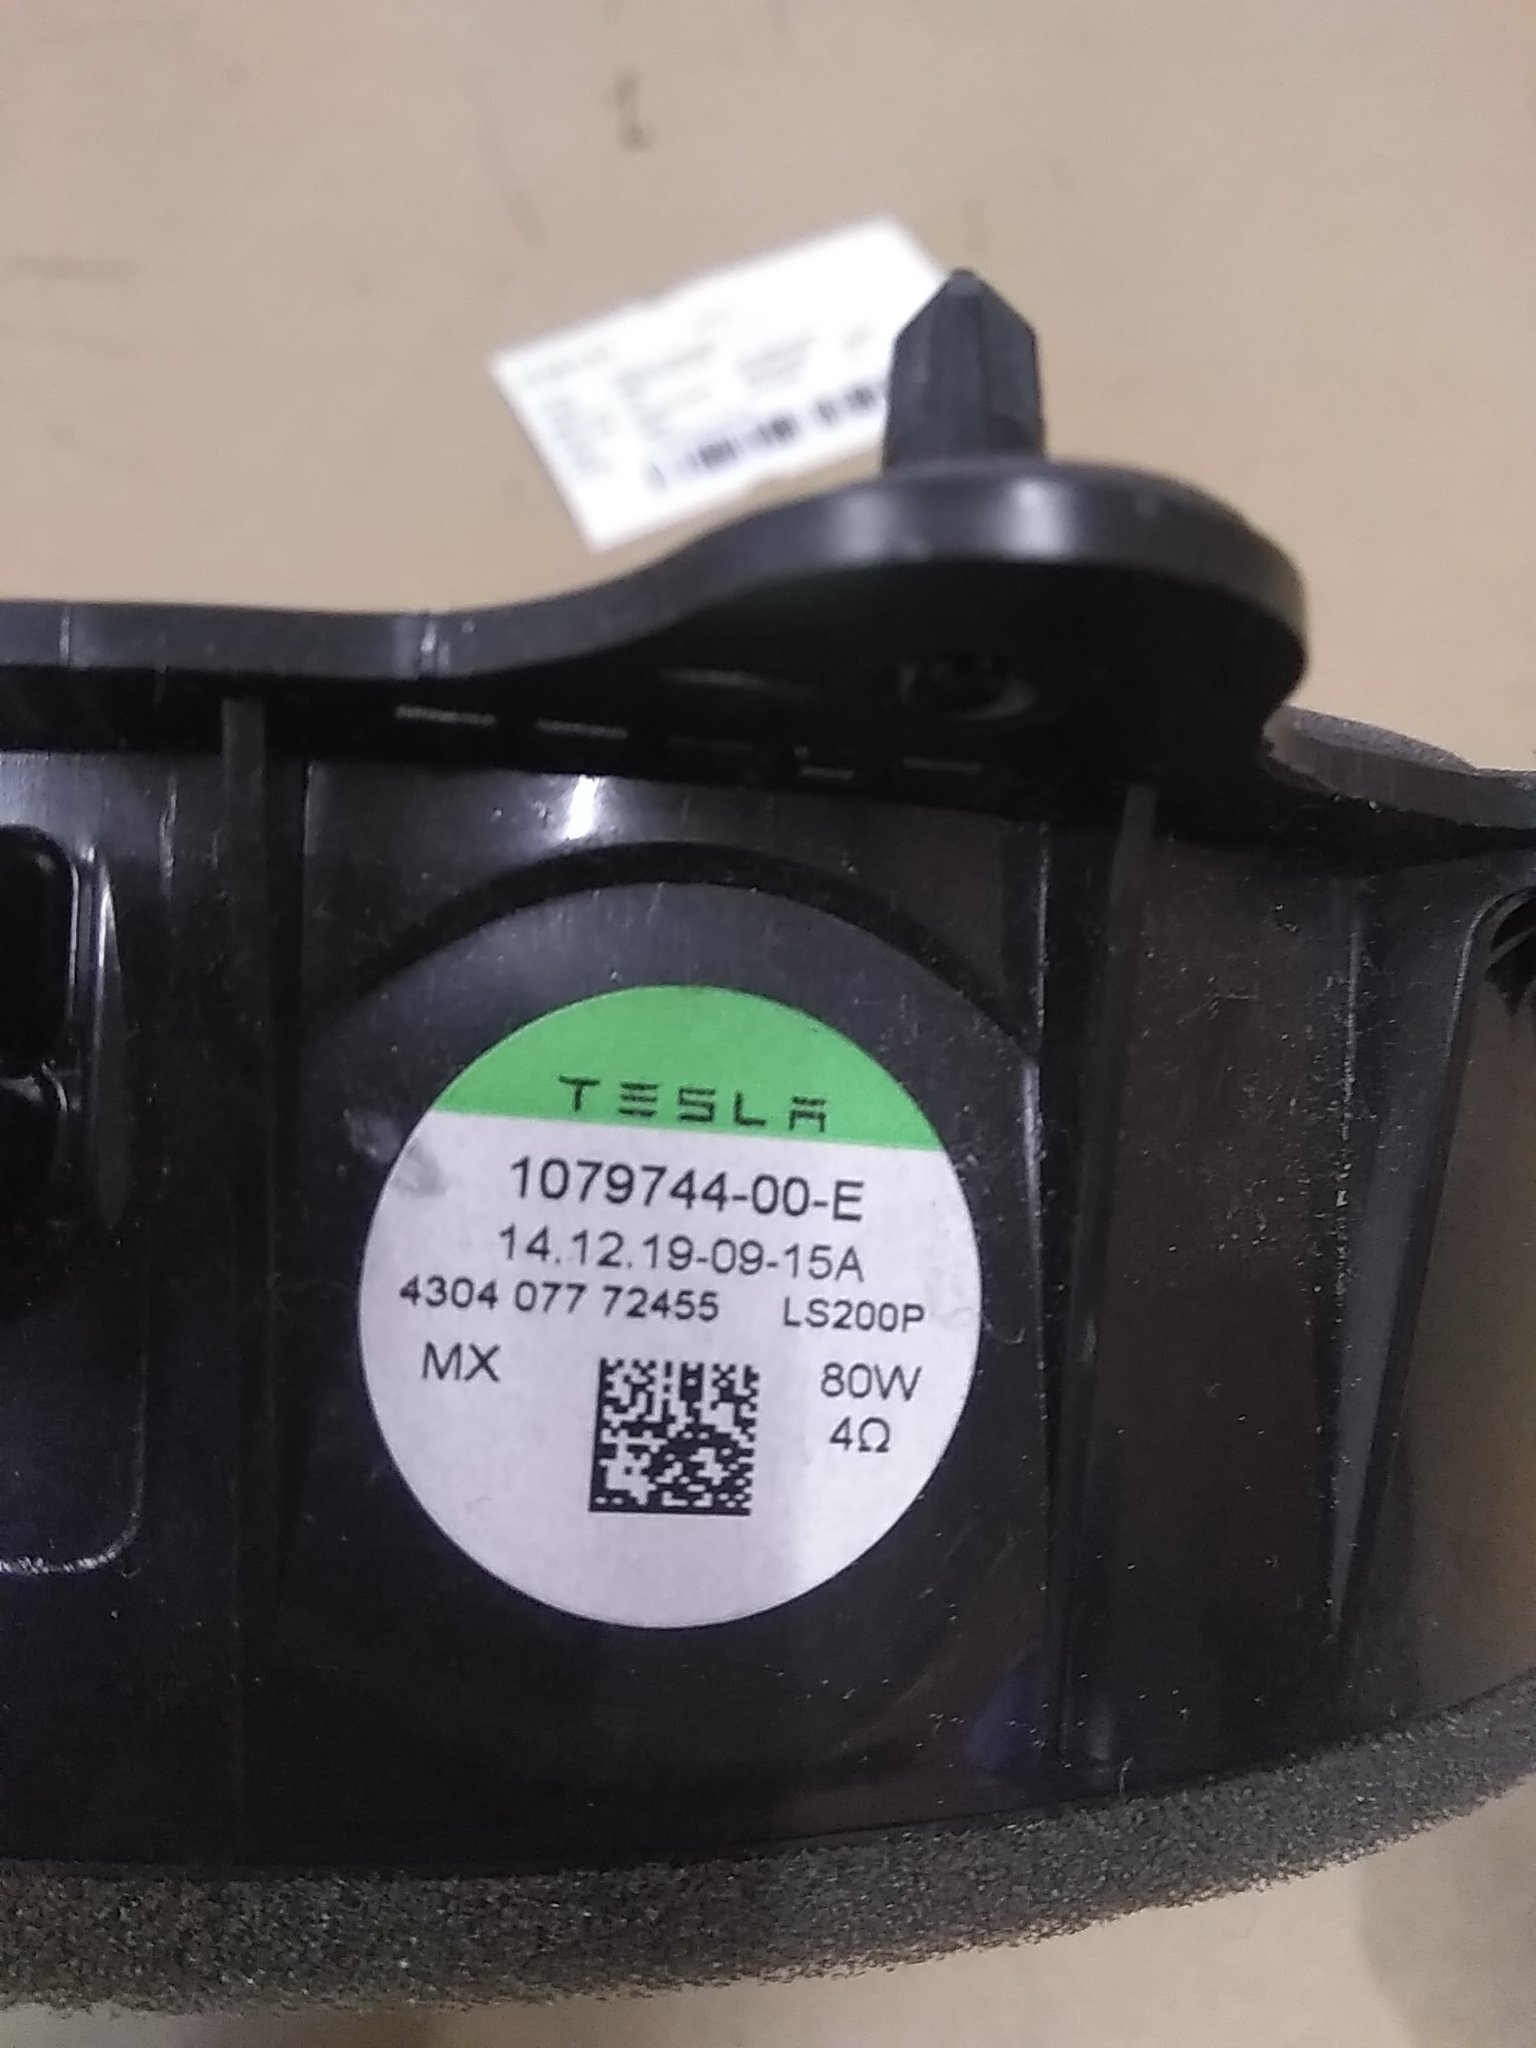 TESLA
1079744-00-E
14.12.19-09-15A
4304 077 72455 LS200P
MX 80W
4Ω